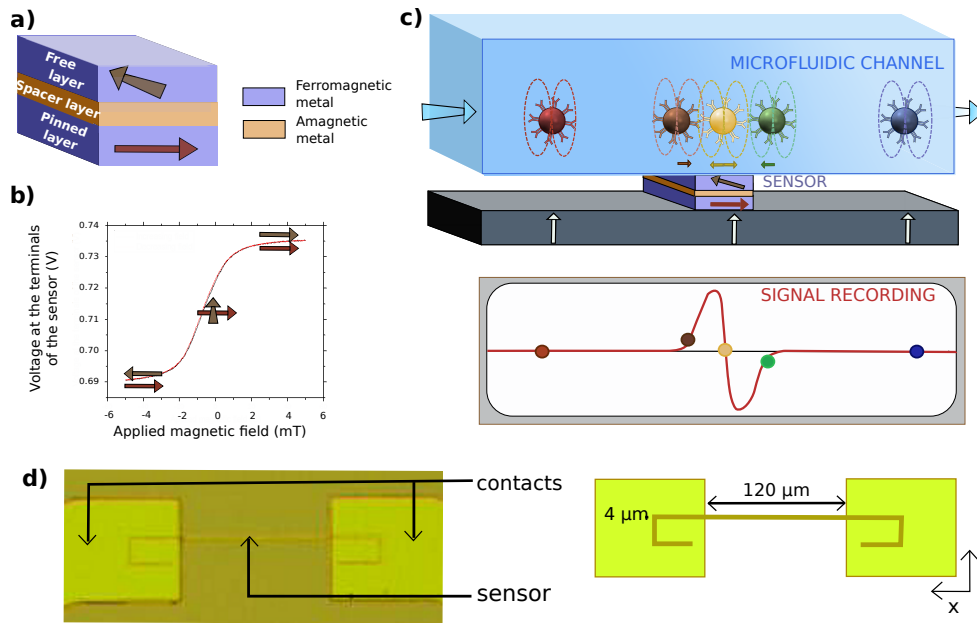 a)
Free
layer
Spacer layer
Pinned
layer
Ferromagnetic
metal
Amagnetic
metal
b)
Voltage at the terminals
of the sensor (V)
0.74
0.73
0.72
0.71
0.70
0.69
-6
-4
-2
0
2
4
6
Applied magnetic field (mT)
c)
MICROFLUIDIC CHANNEL
SENSOR
SIGNAL RECORDING
d)
contacts
sensor
120 μm
4 μm
x